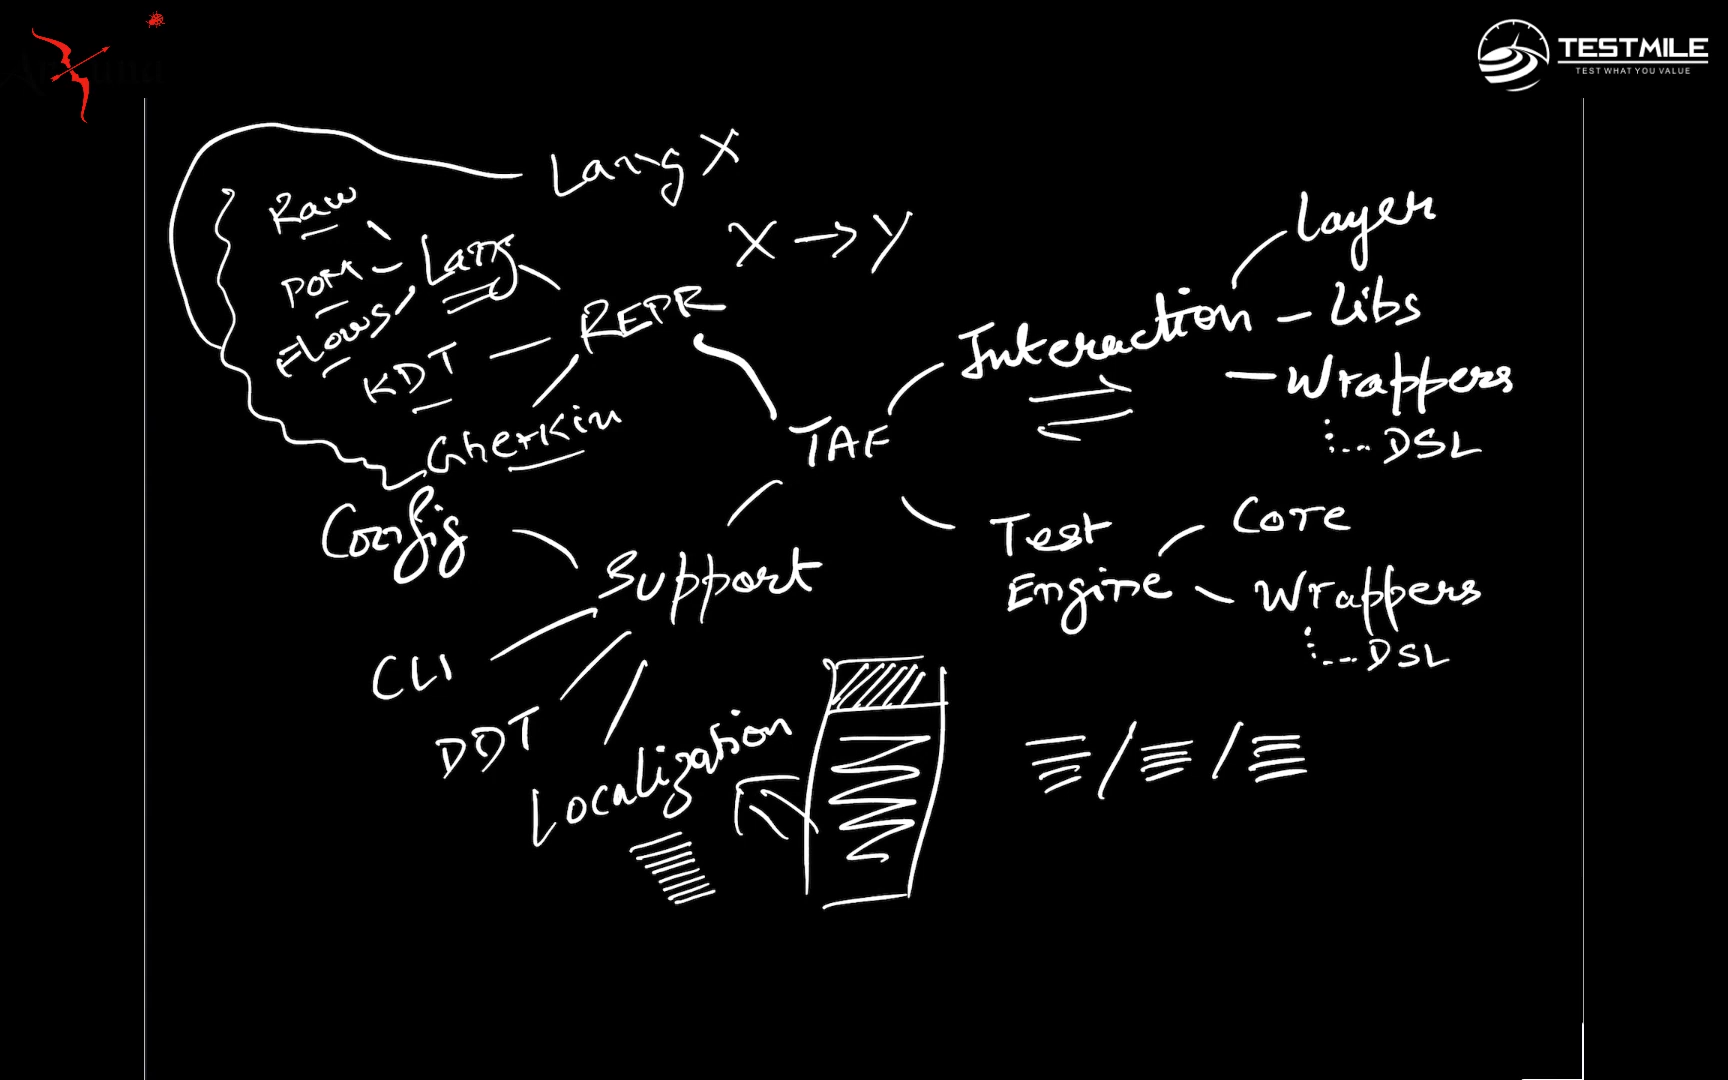 TESTMILE
TEST WHAT YOU VALUE
Lang X
X → Y
Raw
POM
Flows
Lang
KDT
Gherkin
REPR
TAF
Interaction
Layer
Libs
Wrappers
DSL
Test
Engine
Core
Wrappers
DSL
Support
Config
CLI
DDT
Localization